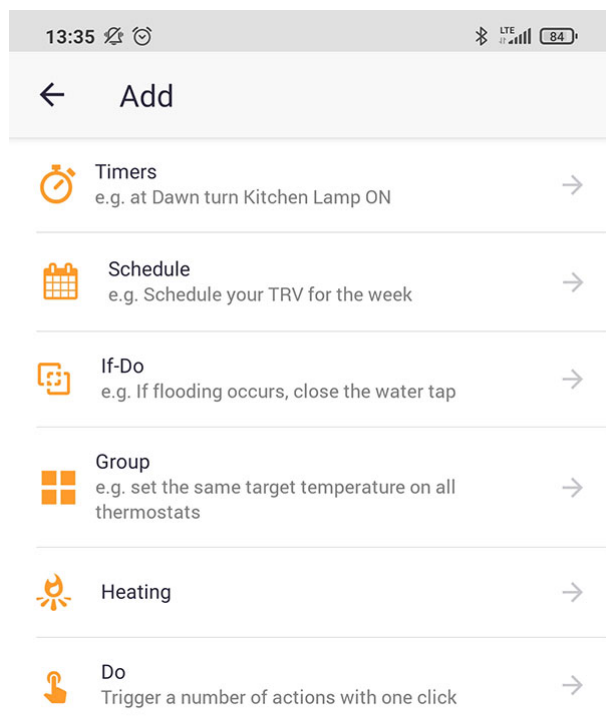 13:35
LTE
84
Add
Timers
e.g. at Dawn turn Kitchen Lamp ON
Schedule
e.g. Schedule your TRV for the week
If-Do
e.g. If flooding occurs, close the water tap
Group
e.g. set the same target temperature on all
thermostats
Heating
Do
Trigger a number of actions with one click